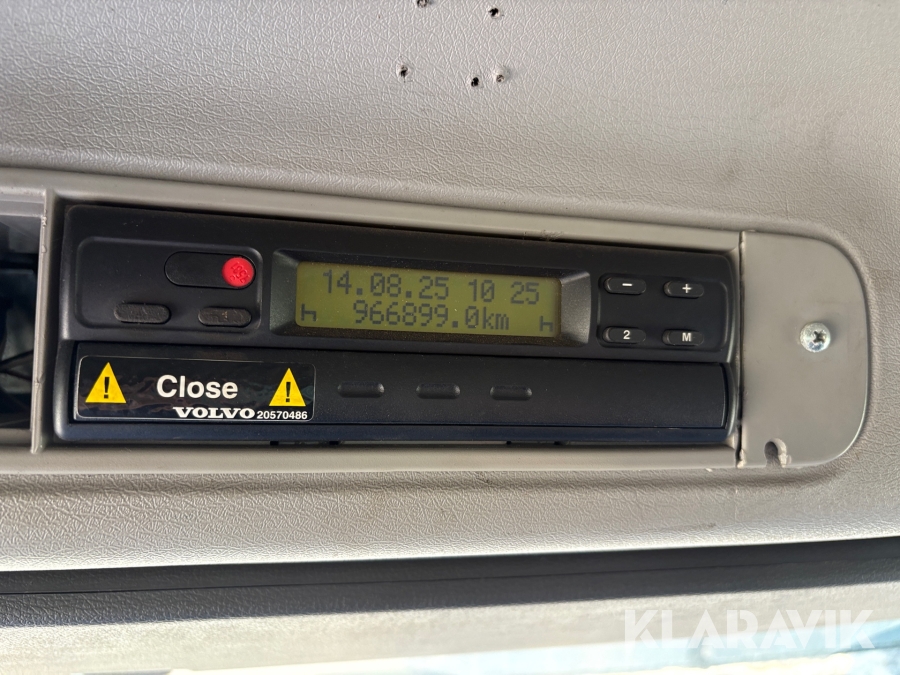 14.08.25 10 25
966899.0km
−
+
2
M
Close
VOLVO 20570486
KLARAVIK